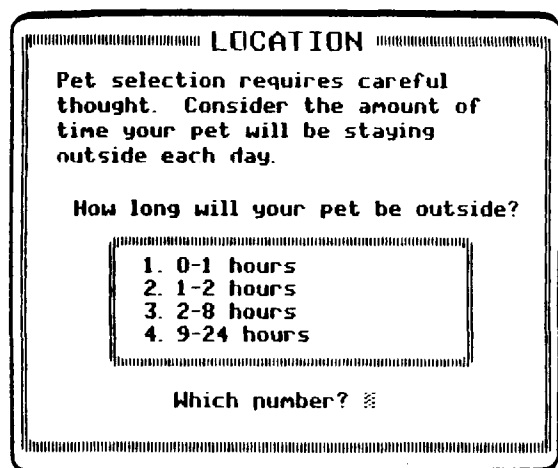 LOCATION
Pet selection requires careful
thought. Consider the amount of
time your pet will be staying
outside each day.
How long will your pet be outside?
1. 0-1 hours
2. 1-2 hours
3. 2-8 hours
4. 9-24 hours
Which number?